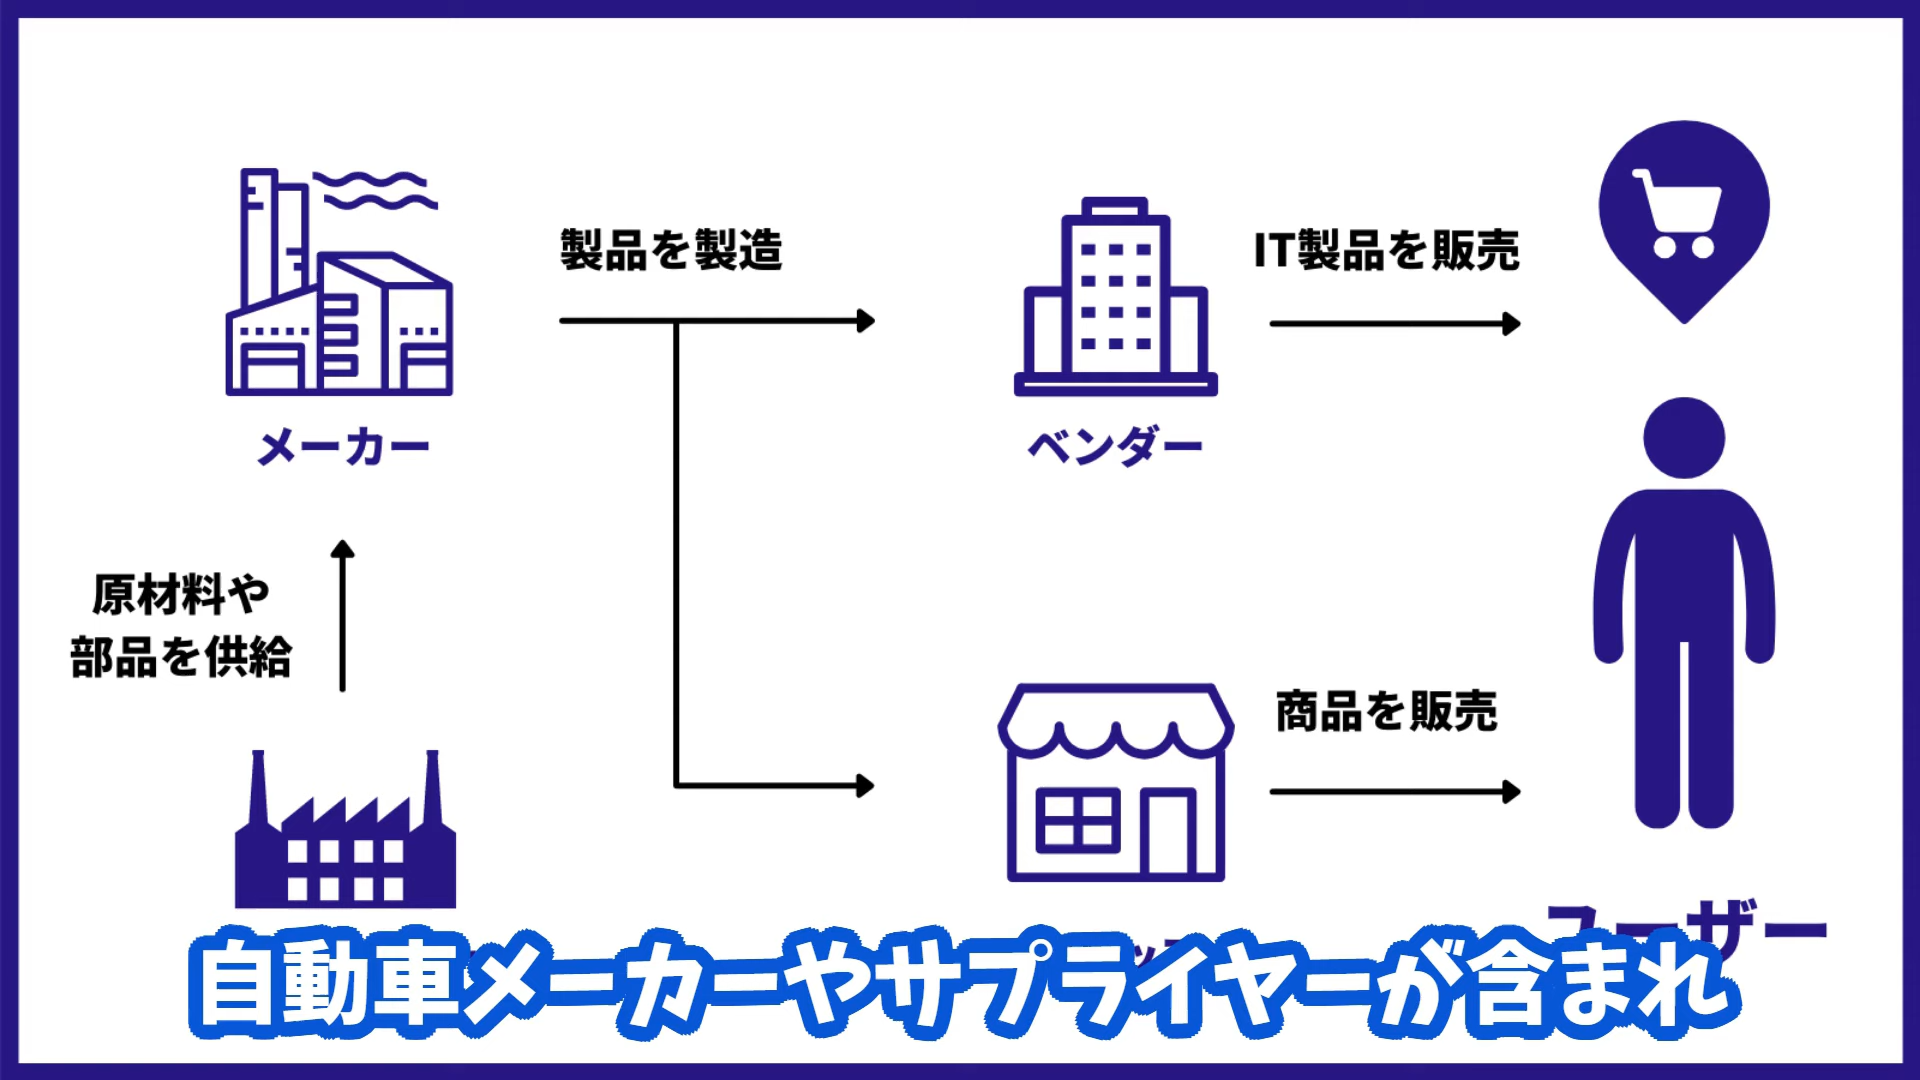 製品を製造
IT製品を販売
メーカー
ベンダー
原材料や
部品を供給
商品を販売
ユーザー
自動車メーカーやサプライヤーが含まれ